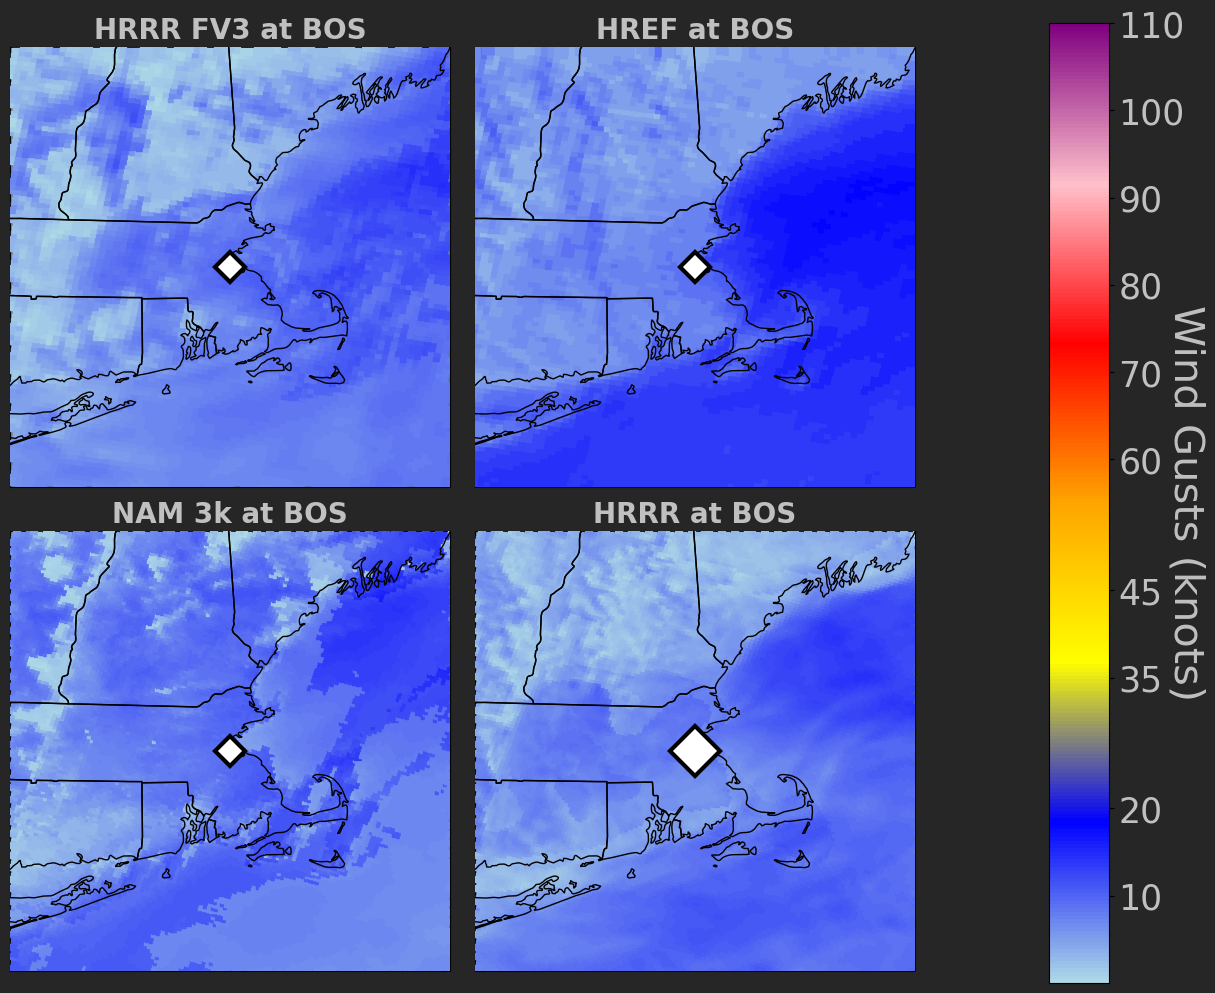 HRRR FV3 at BOS
HREF at BOS
NAM 3k at BOS
HRRR at BOS
110
100
90
80
70
60
45
35
20
10
Wind Gusts (knots)